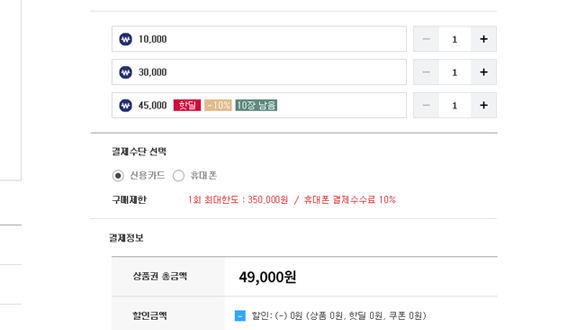 10,000 － 1 +
30,000 － 1 +
45,000 핫딜 -10% 10장 남음 － 1 +
결제수단 선택
신용카드 휴대폰
구매제한 1회 최대한도 : 350,000원 / 휴대폰 결제수수료 10%
결제정보
상품권 총금액 49,000원
할인금액 - 할인: (-) 0원 (상품 0원, 핫딜 0원, 쿠폰 0원)